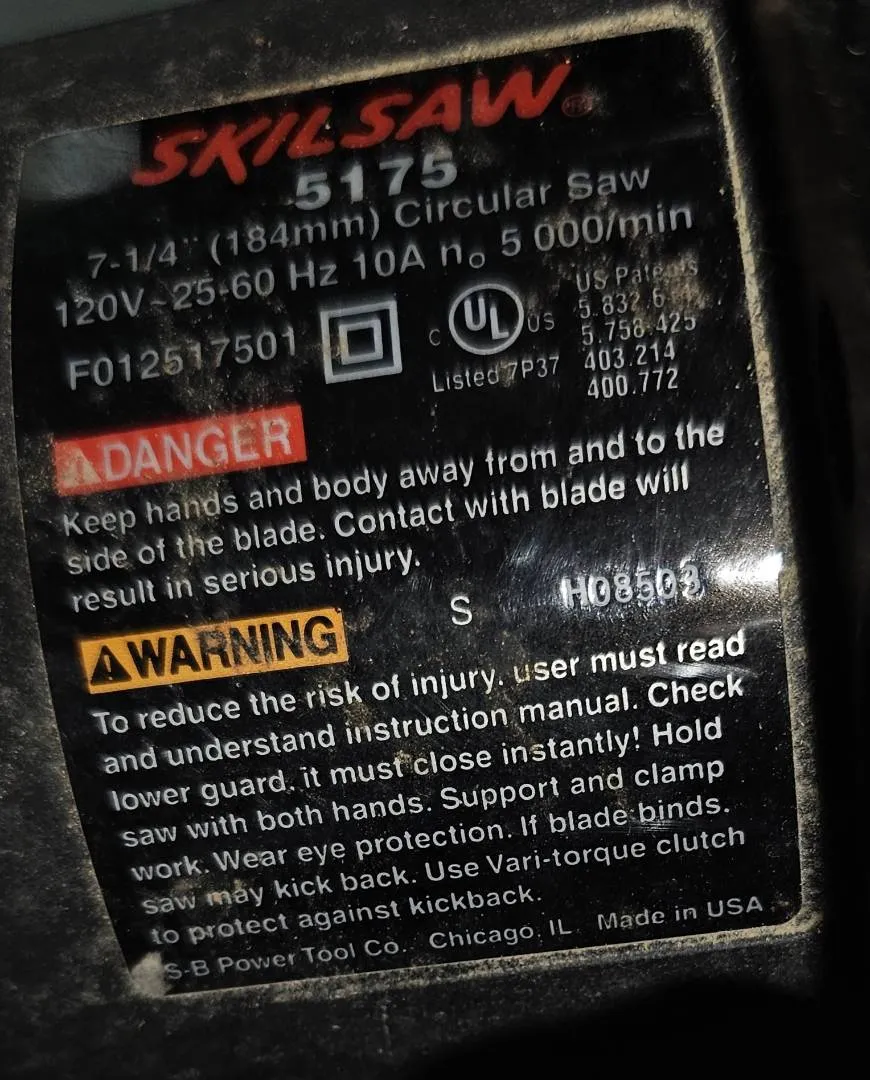 SKILSAW®
5175
7-1/4" (184mm) Circular Saw
120V~25-60 Hz 10A n₀ 5 000/min
F012517501
C UL US
Listed 7P37
US Patents
5.832.6
5.758.425
403.214
400.772
DANGER
Keep hands and body away from and to the
side of the blade. Contact with blade will
result in serious injury.
S H08503
WARNING
To reduce the risk of injury. user must read
and understand instruction manual. Check
lower guard. it must close instantly! Hold
saw with both hands. Support and clamp
work. Wear eye protection. If blade binds.
saw may kick back. Use Vari-torque clutch
to protect against kickback.
S-B Power Tool Co. Chicago IL Made in USA